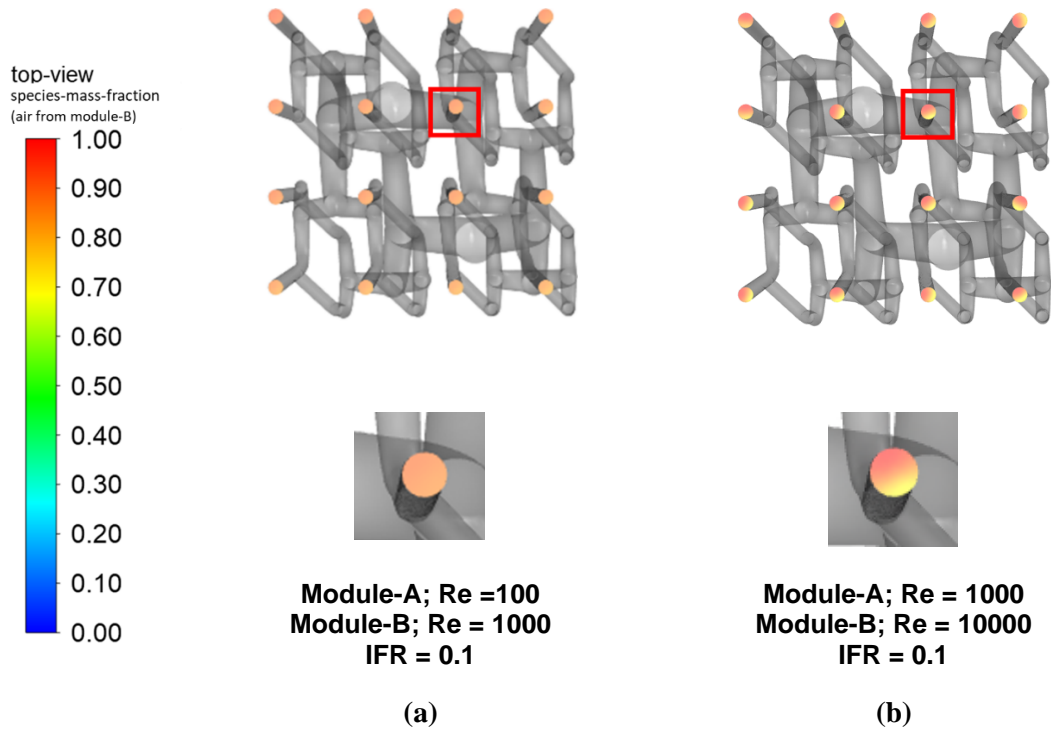 top-view
species-mass-fraction
(air from module-B)
1.00
0.90
0.80
0.70
0.60
0.50
0.40
0.30
0.20
0.10
0.00
Module-A; Re =100
Module-B; Re = 1000
IFR = 0.1
(a)
Module-A; Re = 1000
Module-B; Re = 10000
IFR = 0.1
(b)